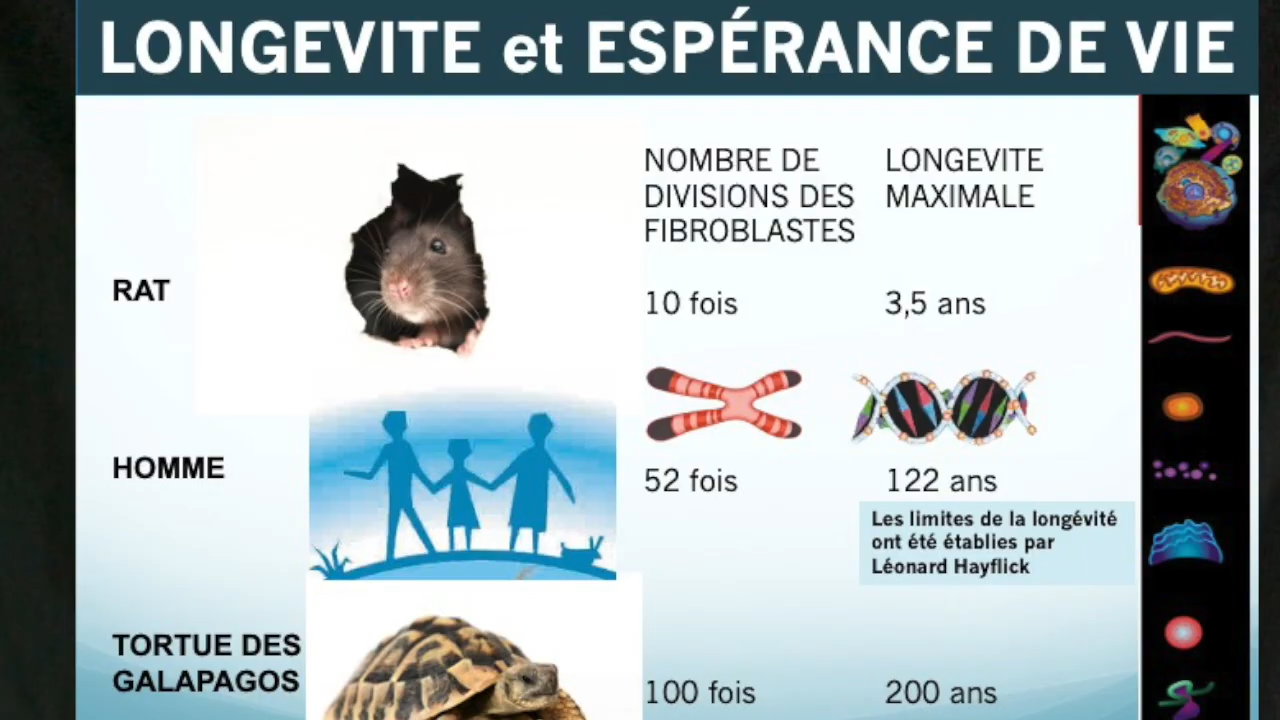 LONGEVITE et ESPÉRANCE DE VIE
NOMBRE DE
DIVISIONS DES
FIBROBLASTES
LONGEVITE
MAXIMALE
RAT
10 fois
3,5 ans
HOMME
52 fois
122 ans
Les limites de la longévité
ont été établies par
Léonard Hayflick
TORTUE DES
GALAPAGOS
100 fois
200 ans